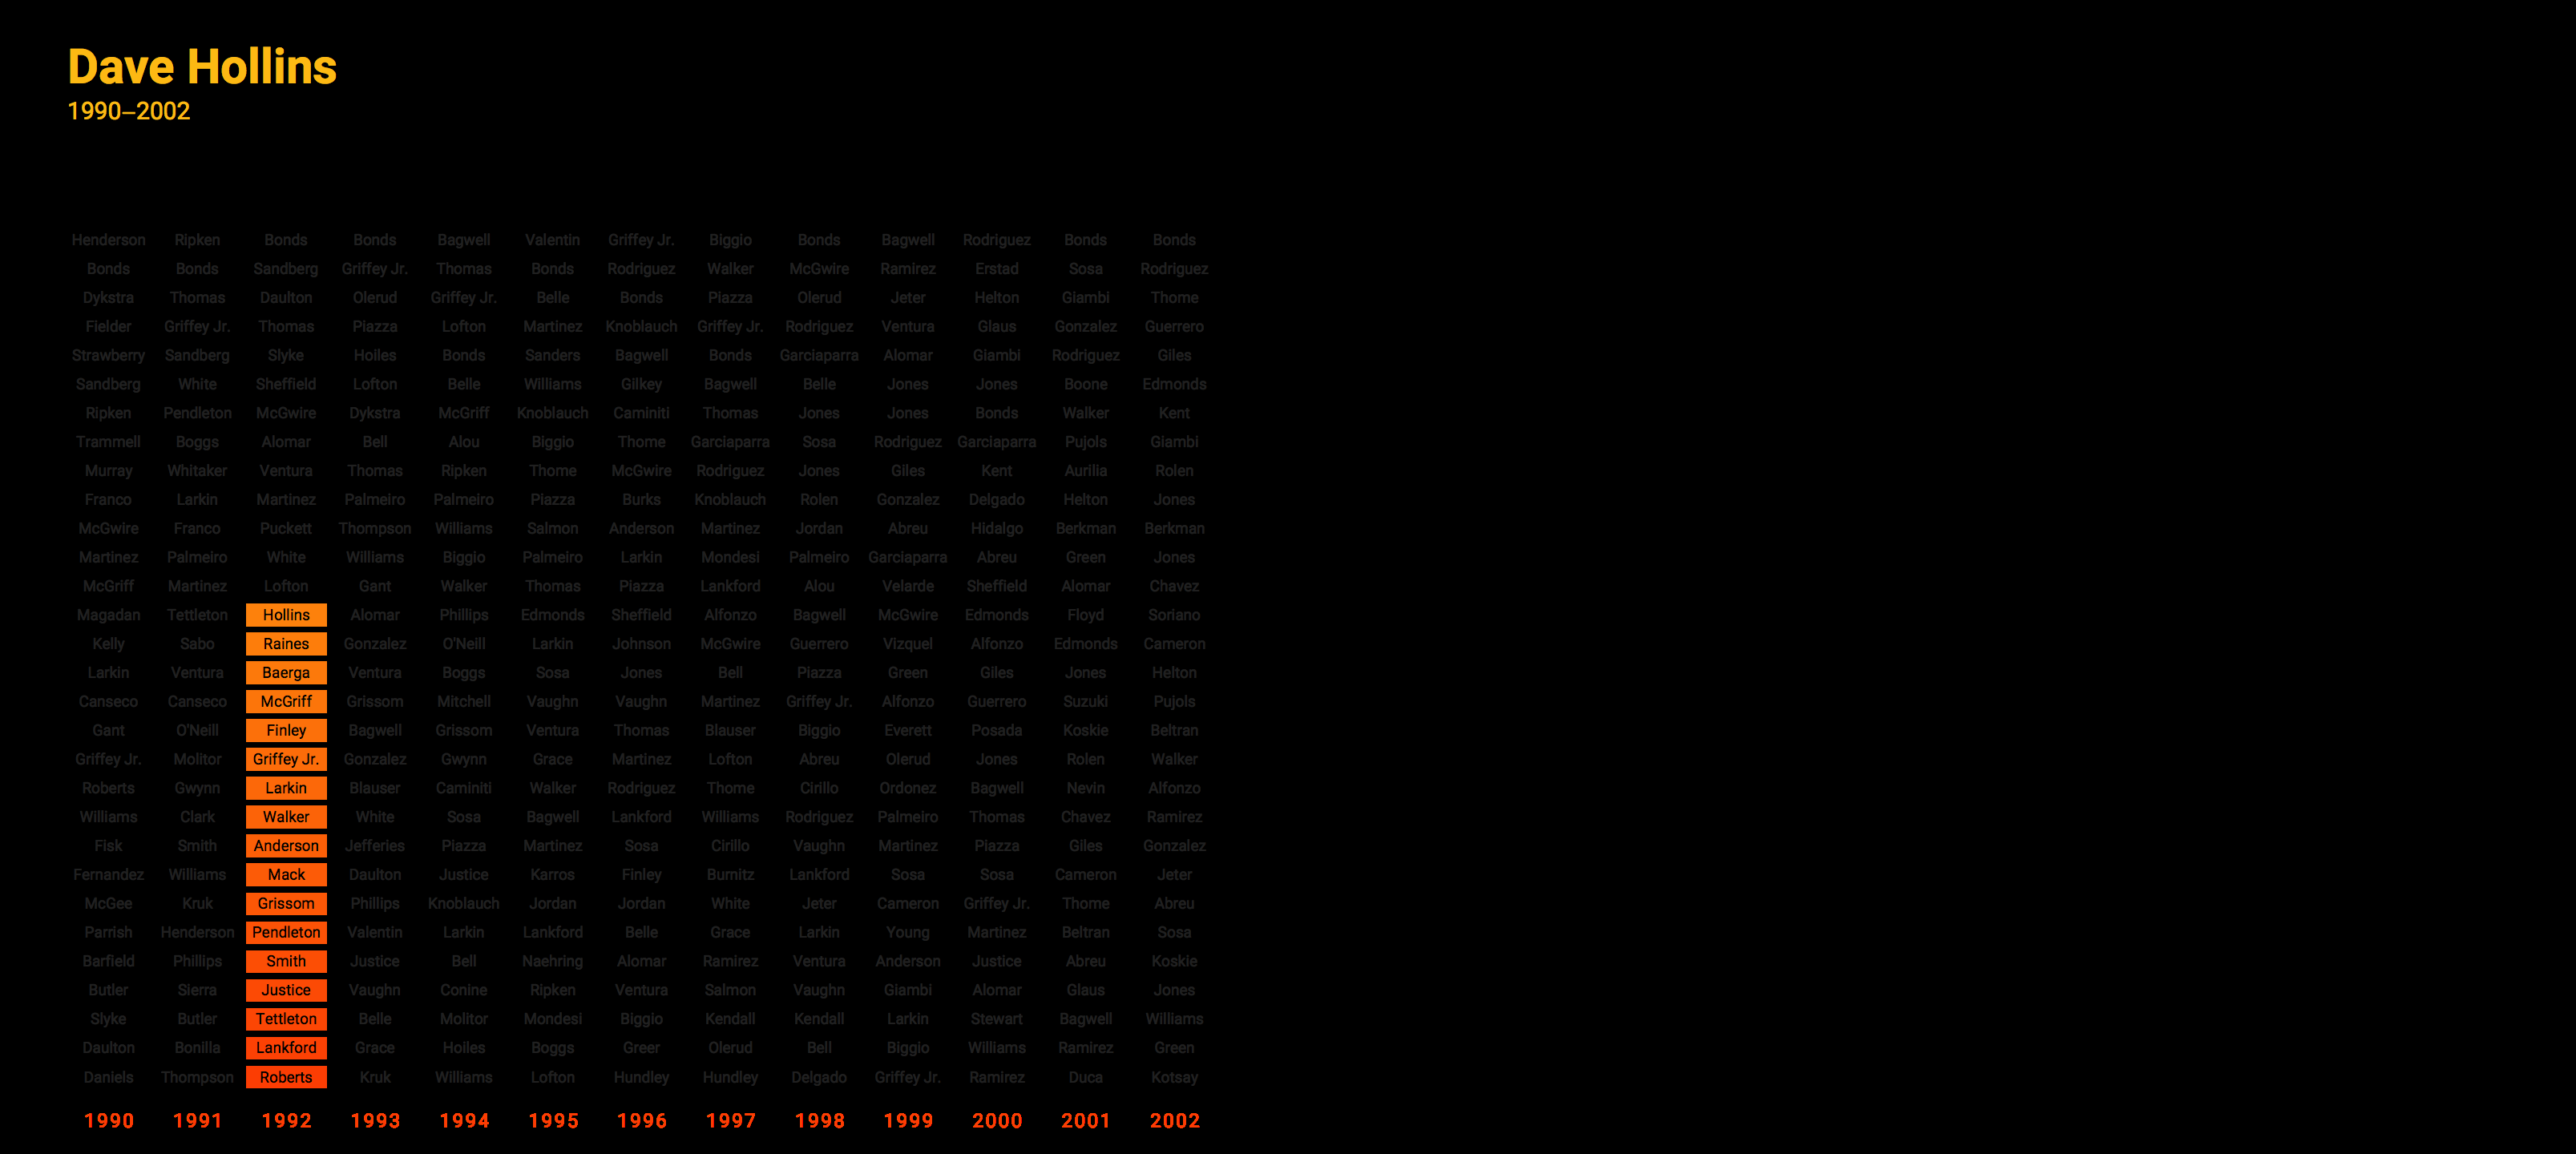 Dave Hollins
1990–2002
Henderson Ripken Bonds Bonds Bagwell Valentin Griffey Jr. Biggio Bonds Bagwell Rodriguez Bonds Bonds
Bonds Bonds Sandberg Griffey Jr. Thomas Bonds Rodriguez Walker McGwire Ramirez Erstad Sosa Rodriguez
Dykstra Thomas Daulton Olerud Griffey Jr. Belle Bonds Piazza Olerud Jeter Helton Giambi Thome
Fielder Griffey Jr. Thomas Piazza Lofton Martinez Knoblauch Griffey Jr. Rodriguez Ventura Glaus Gonzalez Guerrero
Strawberry Sandberg Slyke Hoiles Bonds Sanders Bagwell Bonds Garciaparra Alomar Giambi Rodriguez Giles
Sandberg White Sheffield Lofton Belle Williams Gilkey Bagwell Belle Jones Jones Boone Edmonds
Ripken Pendleton McGwire Dykstra McGriff Knoblauch Caminiti Thomas Jones Jones Bonds Walker Kent
Trammell Boggs Alomar Bell Alou Biggio Thome Garciaparra Sosa Rodriguez Garciaparra Pujols Giambi
Murray Whitaker Ventura Thomas Ripken Thome McGwire Rodriguez Jones Giles Kent Aurilia Rolen
Franco Larkin Martinez Palmeiro Palmeiro Piazza Burks Knoblauch Rolen Gonzalez Delgado Helton Jones
McGwire Franco Puckett Thompson Williams Salmon Anderson Martinez Jordan Abreu Hidalgo Berkman Berkman
Martinez Palmeiro White Williams Biggio Palmeiro Larkin Mondesi Palmeiro Garciaparra Abreu Green Jones
McGriff Martinez Lofton Gant Walker Thomas Piazza Lankford Alou Velarde Sheffield Alomar Chavez
Magadan Tettleton Hollins Alomar Phillips Edmonds Sheffield Alfonzo Bagwell McGwire Edmonds Floyd Soriano
Kelly Sabo Raines Gonzalez O'Neill Larkin Johnson McGwire Guerrero Vizquel Alfonzo Edmonds Cameron
Larkin Ventura Baerga Ventura Boggs Sosa Jones Bell Piazza Green Giles Jones Helton
Canseco Canseco McGriff Grissom Mitchell Vaughn Vaughn Martinez Griffey Jr. Alfonzo Guerrero Suzuki Pujols
Gant O'Neill Finley Bagwell Grissom Ventura Thomas Blauser Biggio Everett Posada Koskie Beltran
Griffey Jr. Molitor Griffey Jr. Gonzalez Gwynn Grace Martinez Lofton Abreu Olerud Jones Rolen Walker
Roberts Gwynn Larkin Blauser Caminiti Walker Rodriguez Thome Cirillo Ordonez Bagwell Nevin Alfonzo
Williams Clark Walker White Sosa Bagwell Lankford Williams Rodriguez Palmeiro Thomas Chavez Ramirez
Fisk Smith Anderson Jefferies Piazza Martinez Sosa Cirillo Vaughn Martinez Piazza Giles Gonzalez
Fernandez Williams Mack Daulton Justice Karros Finley Burnitz Lankford Sosa Sosa Cameron Jeter
McGee Kruk Grissom Phillips Knoblauch Jordan Jordan White Jeter Cameron Griffey Jr. Thome Abreu
Parrish Henderson Pendleton Valentin Larkin Lankford Belle Grace Larkin Young Martinez Beltran Sosa
Barfield Phillips Smith Justice Bell Naehring Alomar Ramirez Ventura Anderson Justice Abreu Koskie
Butler Sierra Justice Vaughn Conine Ripken Ventura Salmon Vaughn Giambi Alomar Glaus Jones
Slyke Butler Tettleton Belle Molitor Mondesi Biggio Kendall Kendall Larkin Stewart Bagwell Williams
Daulton Bonilla Lankford Grace Hoiles Boggs Greer Olerud Bell Biggio Williams Ramirez Green
Daniels Thompson Roberts Kruk Williams Lofton Hundley Hundley Delgado Griffey Jr. Ramirez Duca Kotsay
1990 1991 1992 1993 1994 1995 1996 1997 1998 1999 2000 2001 2002